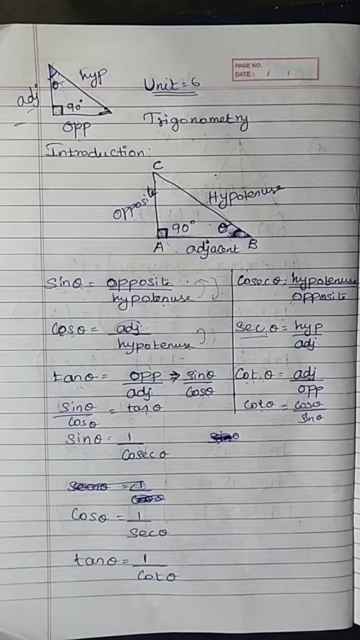 PAGE NO.
DATE: / /
hyp
θ
adj
90°
opp
Unit:6
Trigonometry
Introduction:
C
opposite
Hypotenuse
90°
θ
A
adjacent
B
Sinθ = opposite/hypotenuse
Cosecθ = hypotenuse/opposite
Cosθ = adj/hypotenuse
Sec.θ = hyp/adj
tanθ = opp/adj ⇒ sinθ/cosθ
Cot.θ = adj/opp
Sinθ/Cosθ = tanθ
Cotθ = cosθ/sinθ
Sinθ = 1/Cosecθ
Cosθ = 1/secθ
tanθ = 1/Cotθ